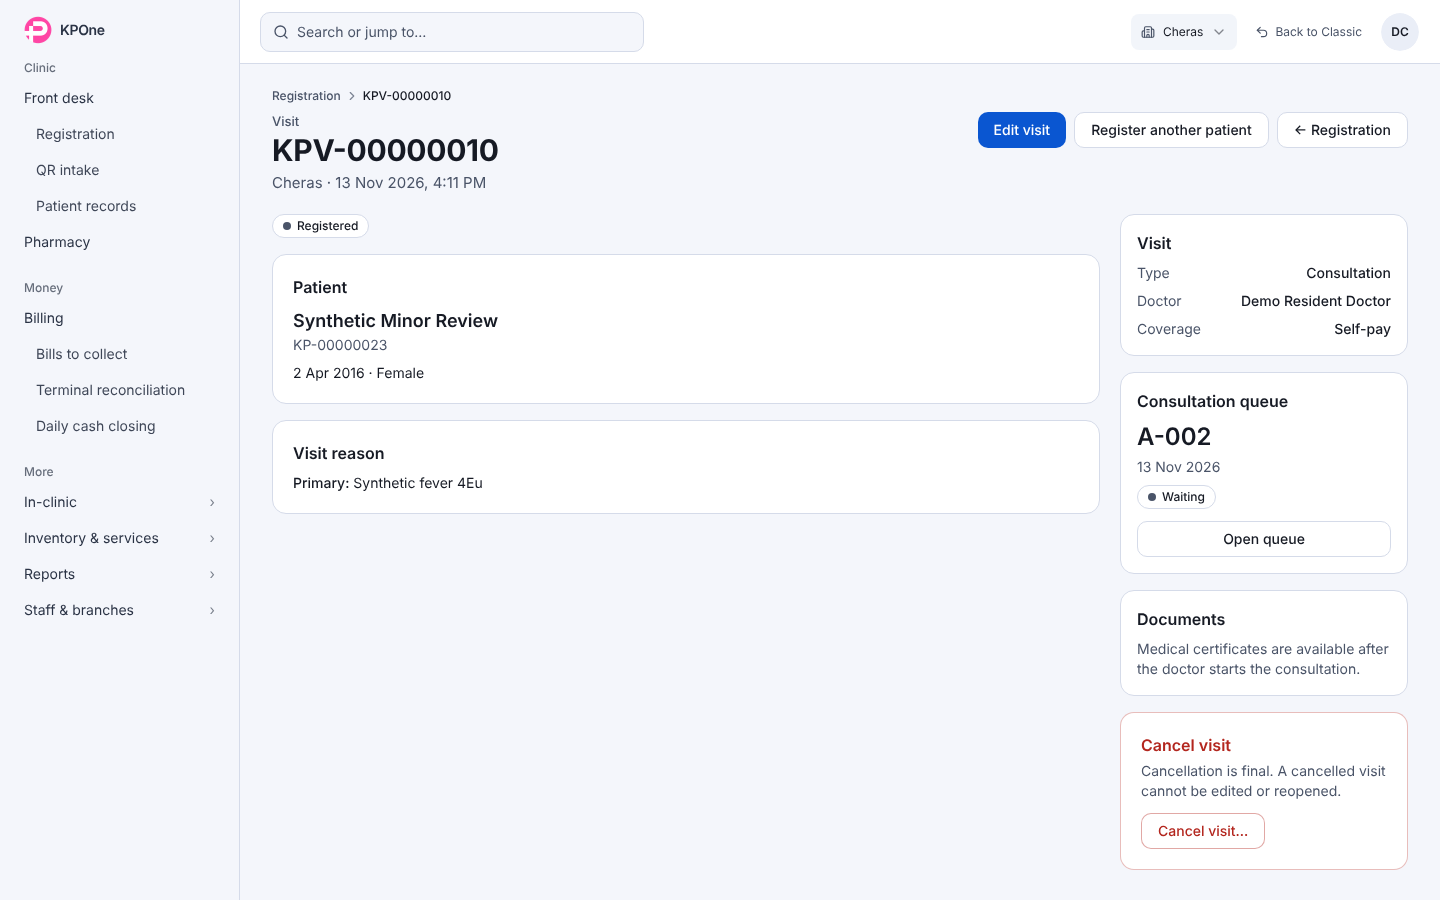 KPOne
Clinic
Front desk
Registration
QR intake
Patient records
Pharmacy
Money
Billing
Bills to collect
Terminal reconciliation
Daily cash closing
More
In-clinic
Inventory & services
Reports
Staff & branches
Search or jump to...
Cheras
Back to Classic
DC
Registration > KPV-00000010
Visit
KPV-00000010
Cheras · 13 Nov 2026, 4:11 PM
Edit visit
Register another patient
← Registration
Registered
Patient
Synthetic Minor Review
KP-00000023
2 Apr 2016 · Female
Visit reason
Primary: Synthetic fever 4Eu
Visit
Type Consultation
Doctor Demo Resident Doctor
Coverage Self-pay
Consultation queue
A-002
13 Nov 2026
Waiting
Open queue
Documents
Medical certificates are available after
the doctor starts the consultation.
Cancel visit
Cancellation is final. A cancelled visit
cannot be edited or reopened.
Cancel visit...